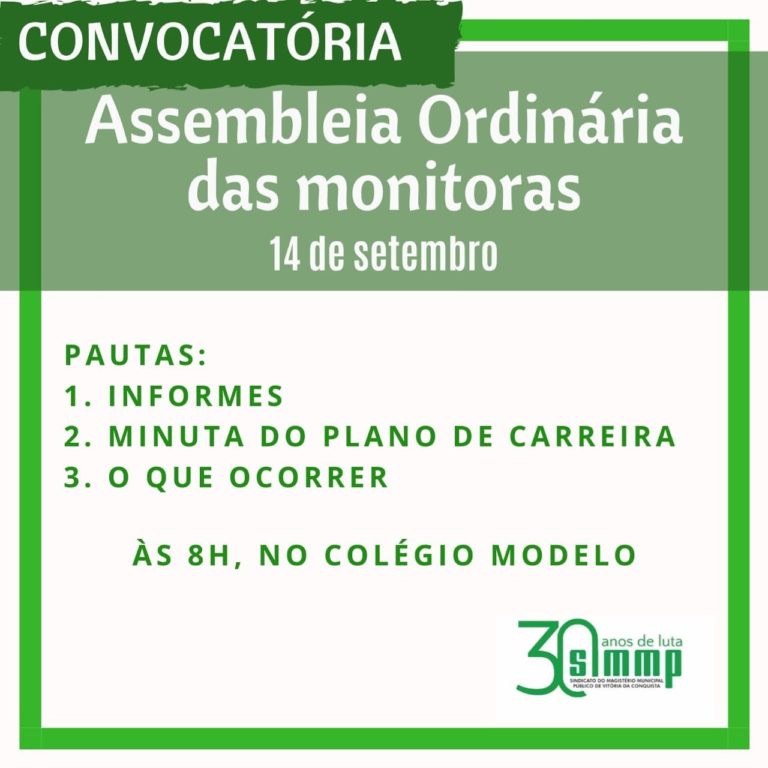 CONVOCATÓRIA
Assembleia Ordinária
das monitoras
14 de setembro
PAUTAS:
1. INFORMES
2. MINUTA DO PLANO DE CARREIRA
3. O QUE OCORRER
ÀS 8H, NO COLÉGIO MODELO
30 anos de luta
simmp
SINDICATO DO MAGISTÉRIO MUNICIPAL
PÚBLICO DE VITÓRIA DA CONQUISTA